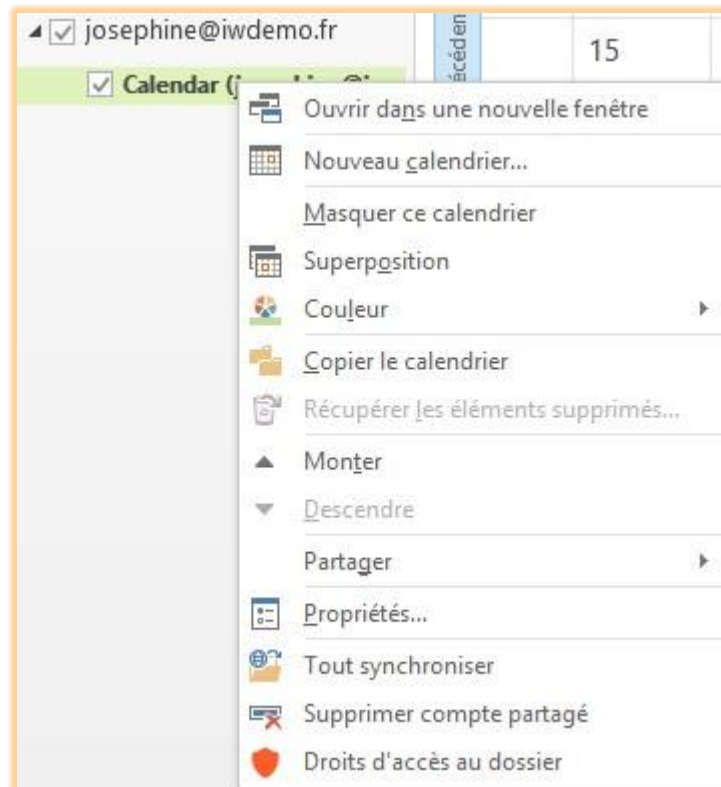 josephine@iwdemo.fr
Calendar (
15
Ouvrir dans une nouvelle fenêtre
Nouveau calendrier...
Masquer ce calendrier
Superposition
Couleur
Copier le calendrier
Récupérer les éléments supprimés...
Monter
Descendre
Partager
Propriétés...
Tout synchroniser
Supprimer compte partagé
Droits d'accès au dossier